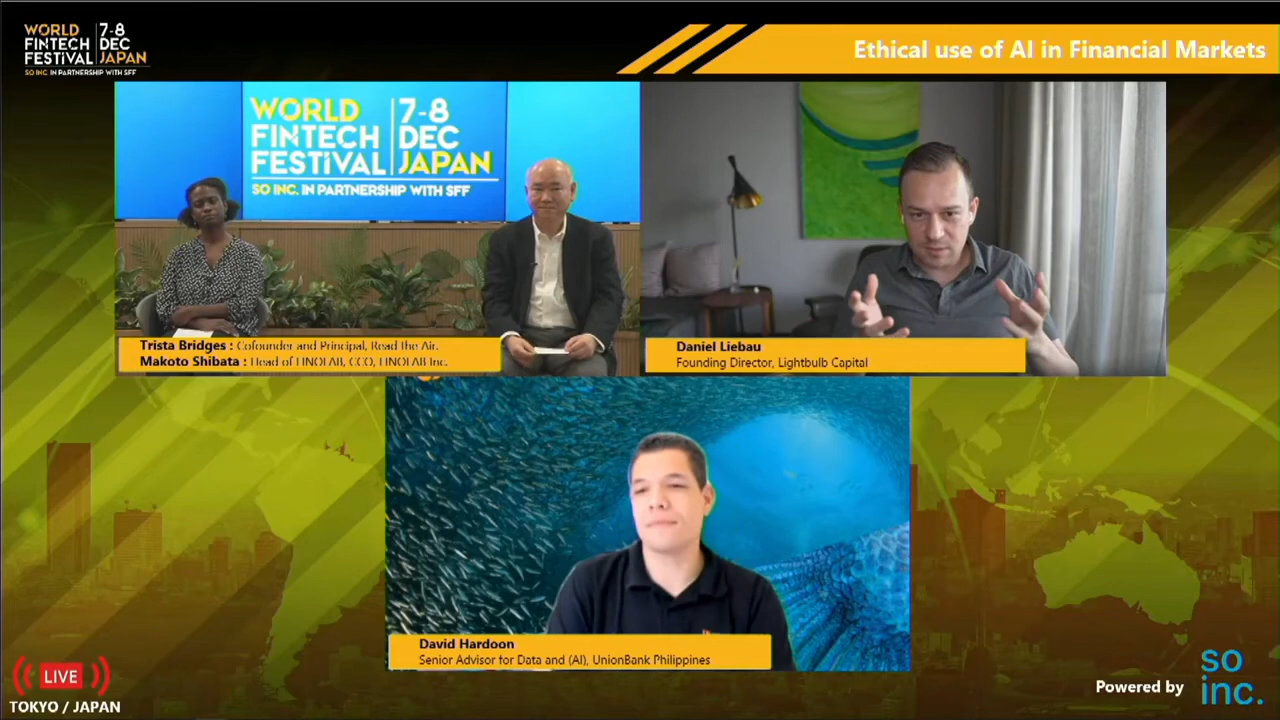 WORLD
FINTECH
FESTIVAL
7-8
DEC
JAPAN
SO INC. IN PARTNERSHIP WITH SFF
Ethical use of AI in Financial Markets
WORLD
FINTECH
FESTIVAL
7-8
DEC
JAPAN
SO INC. IN PARTNERSHIP WITH SFF
Trista Bridges : Cofounder and Principal, Read the Air.
Makoto Shibata : Head of FINOLAB, CCO, FINOLAB Inc.
Daniel Liebau
Founding Director, Lightbulb Capital
David Hardoon
Senior Advisor for Data and (AI), UnionBank Philippines
LIVE
TOKYO / JAPAN
Powered by
so
inc.